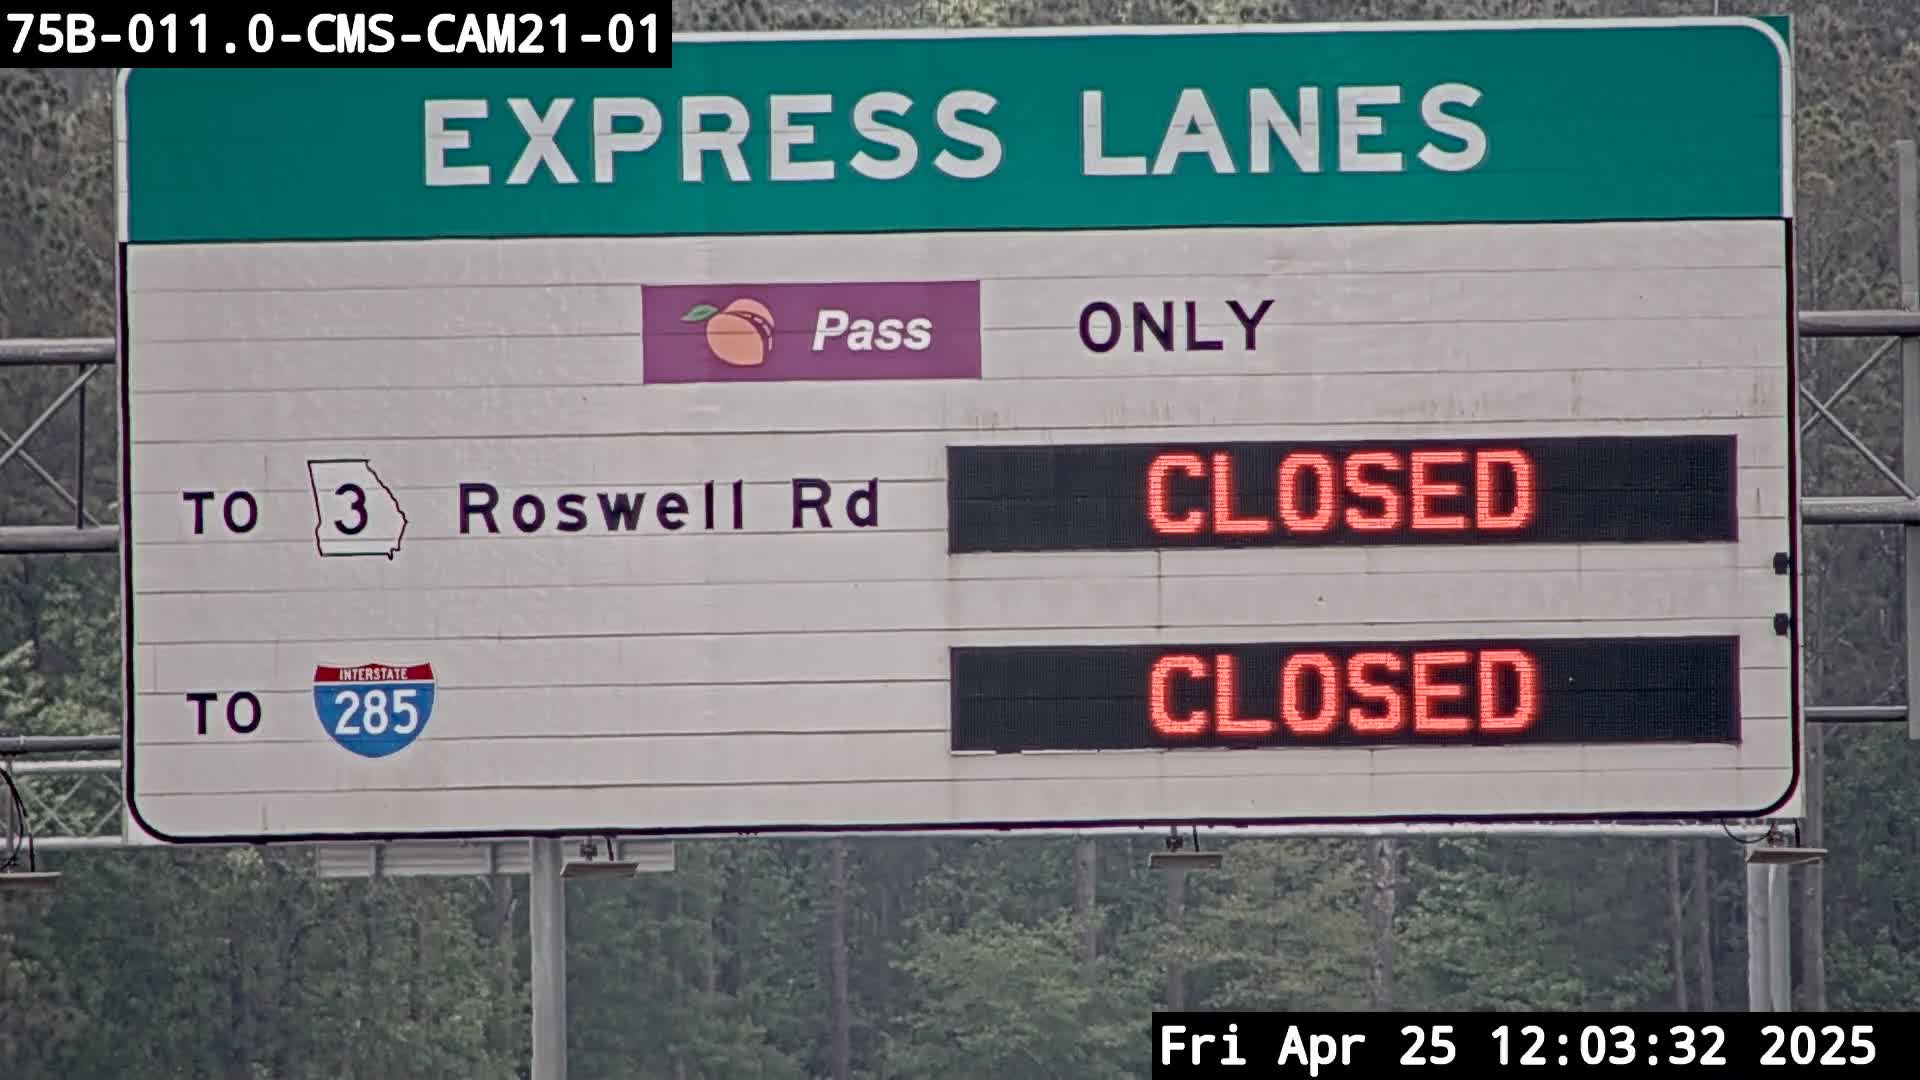 75B-011.0-CMS-CAM21-01
EXPRESS LANES
Pass ONLY
TO 3 Roswell Rd CLOSED
TO INTERSTATE 285 CLOSED
Fri Apr 25 12:03:32 2025